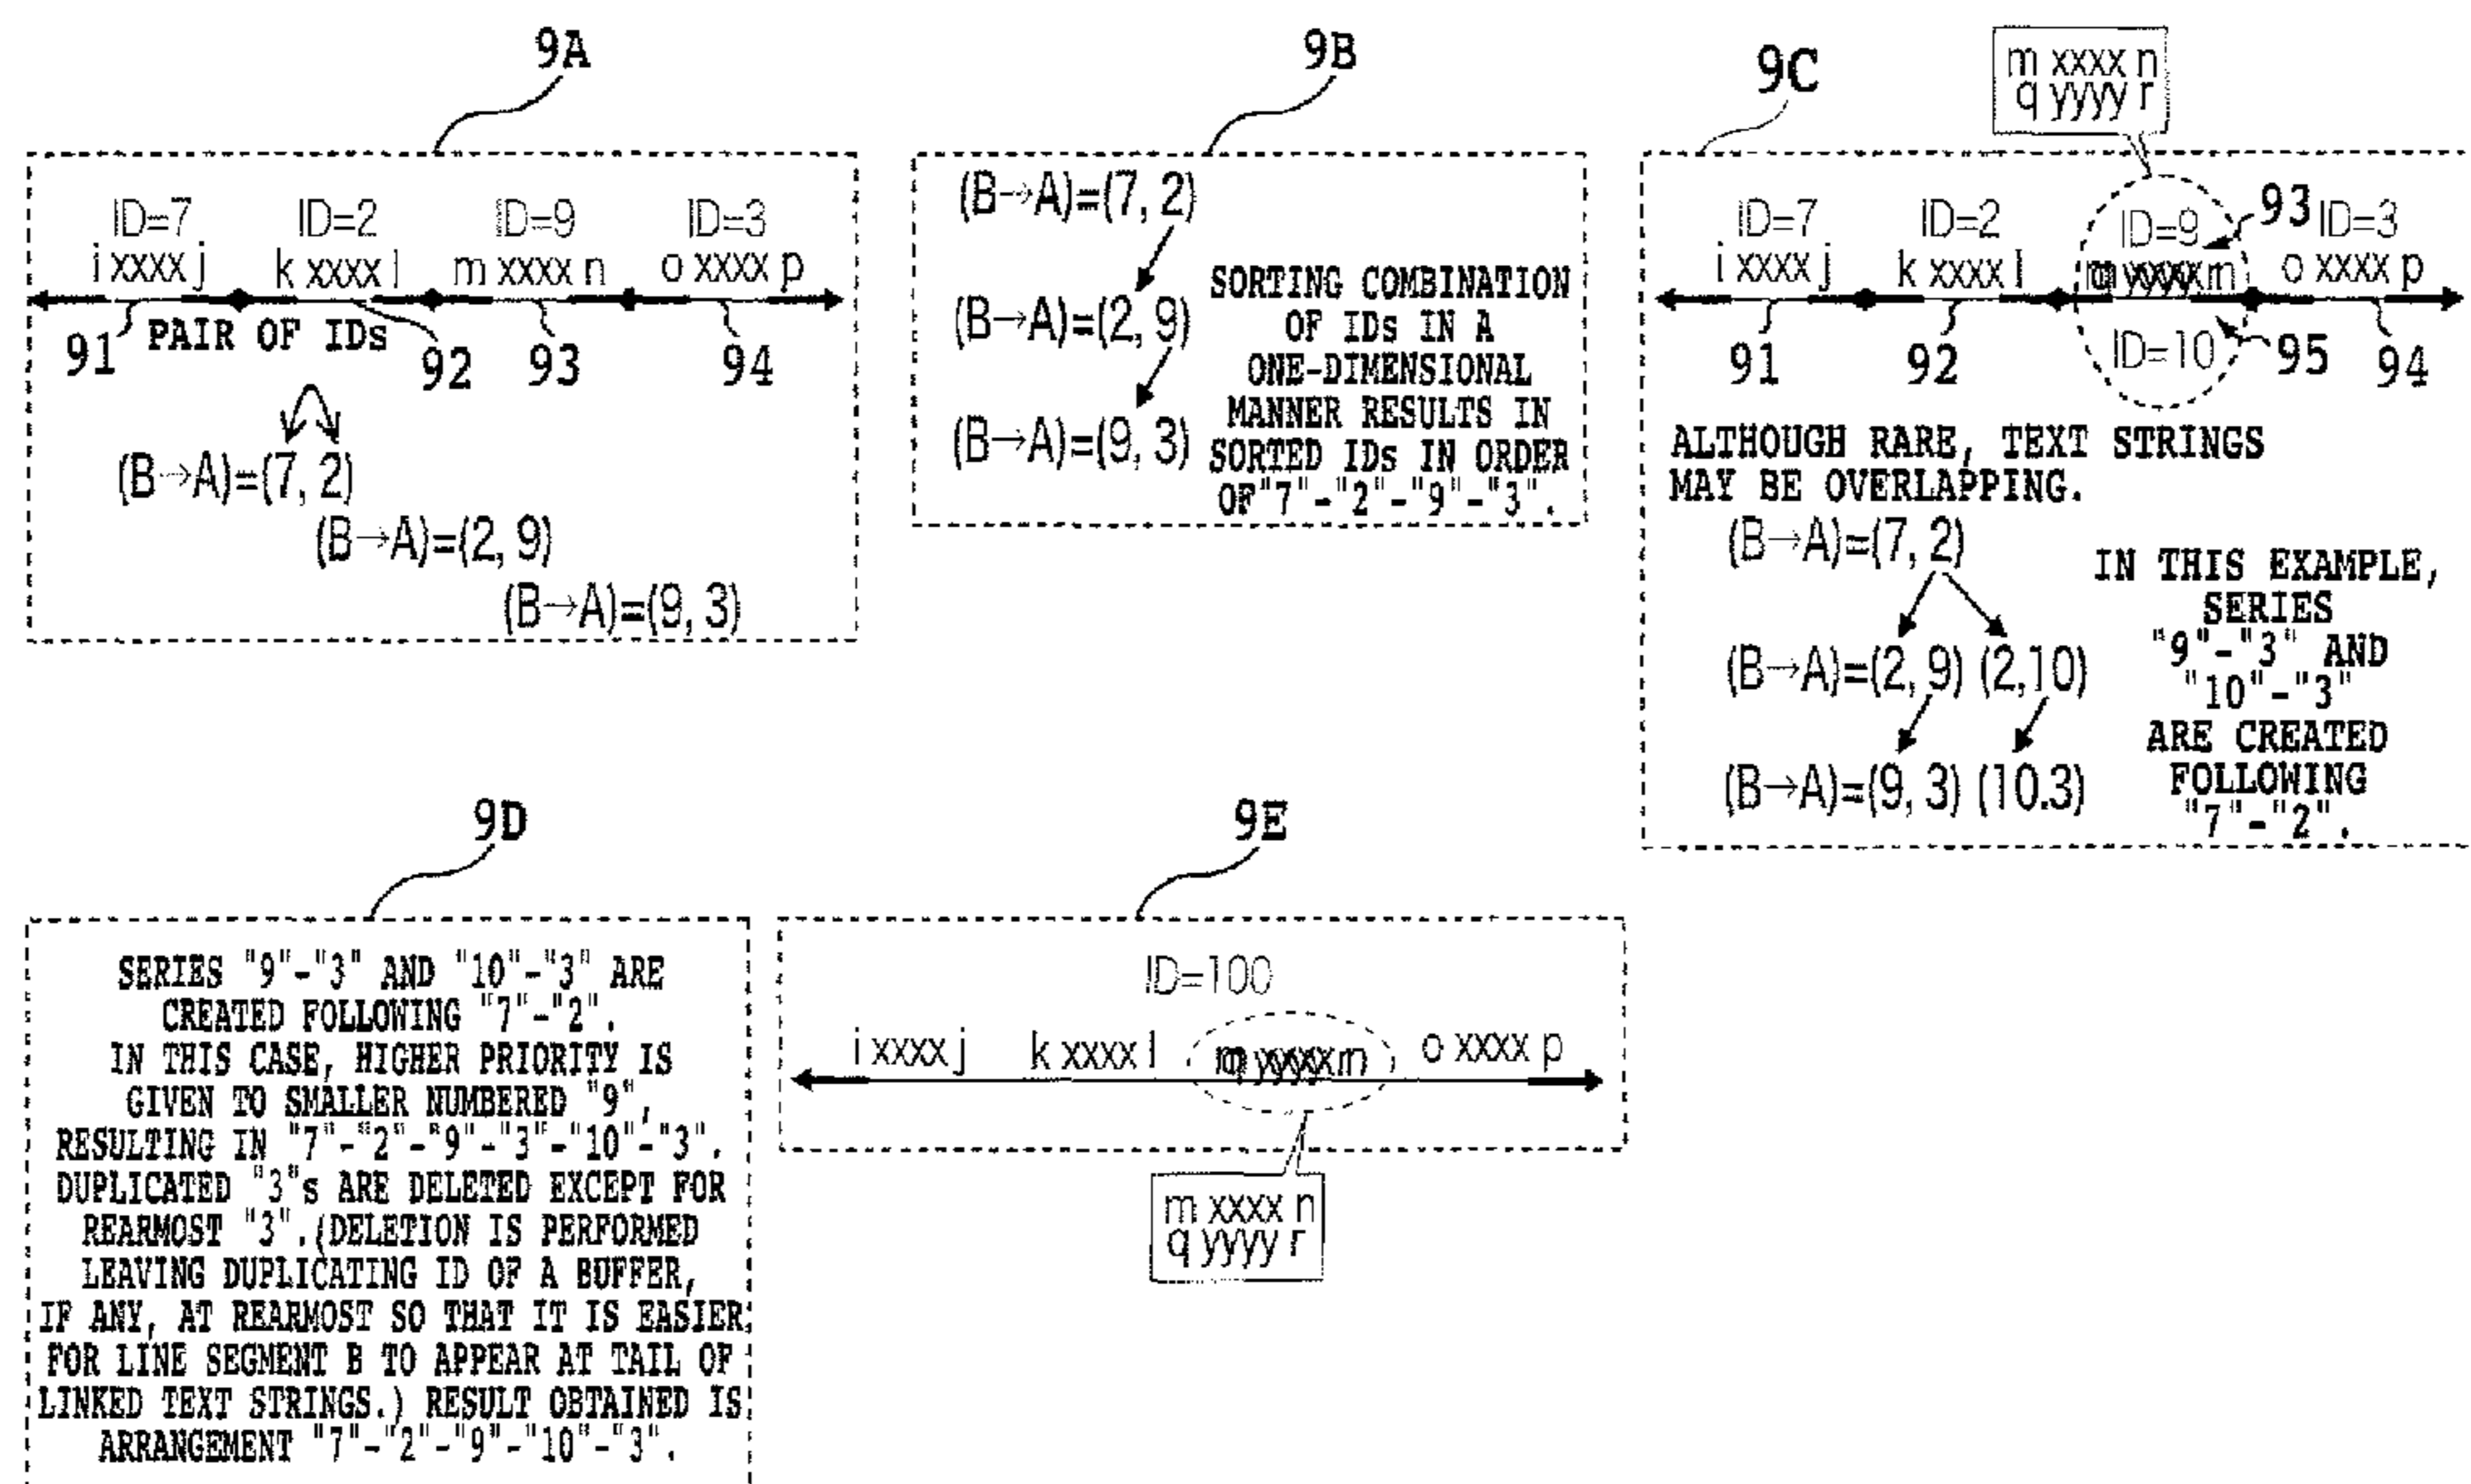 9A
ID=7 ID=2 ID=9 ID=3
i xxxx j k xxxx l m xxxx n o xxxx p
91 PAIR OF IDs 92 93 94
(B→A)=(7, 2)
(B→A)=(2, 9)
(B→A)=(9, 3)
9B
(B→A)=(7, 2)
(B→A)=(2, 9)
(B→A)=(9, 3)
SORTING COMBINATION
OF IDs IN A
ONE-DIMENSIONAL
MANNER RESULTS IN
SORTED IDs IN ORDER
OF"7"-"2"-"9"-"3".
9C
m xxxx n
q yyyy r
ID=7 ID=2 ID=9 93 ID=3
i xxxx j k xxxx l o xxxx p
91 92 ID=10 95 94
ALTHOUGH RARE, TEXT STRINGS
MAY BE OVERLAPPING.
(B→A)=(7, 2)
(B→A)=(2, 9) (2,10)
(B→A)=(9, 3) (10.3)
IN THIS EXAMPLE,
SERIES
"9"-"3" AND
"10"-"3"
ARE CREATED
FOLLOWING
"7"-"2".
9D
SERIES "9"-"3" AND "10"-"3" ARE
CREATED FOLLOWING "7"-"2".
IN THIS CASE, HIGHER PRIORITY IS
GIVEN TO SMALLER NUMBERED "9",
RESULTING IN "7"-"2"-"9"-"3"-"10"-"3".
DUPLICATED "3"s ARE DELETED EXCEPT FOR
REARMOST "3".(DELETION IS PERFORMED
LEAVING DUPLICATING ID OF A BUFFER,
IF ANY, AT REARMOST SO THAT IT IS EASIER
FOR LINE SEGMENT B TO APPEAR AT TAIL OF
LINKED TEXT STRINGS.) RESULT OBTAINED IS
ARRANGEMENT "7"-"2"-"9"-"10"-"3".
9E
ID=100
i xxxx j k xxxx l o xxxx p
m xxxx n
q yyyy r